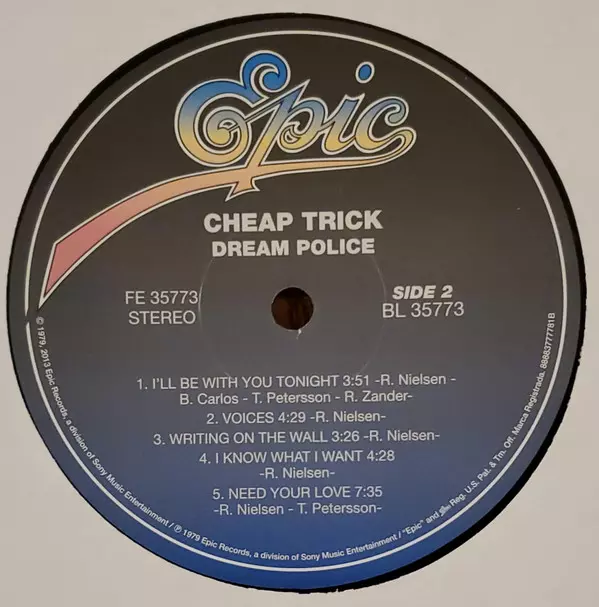 Epic
CHEAP TRICK
DREAM POLICE
FE 35773
STEREO
SIDE 2
BL 35773
1. I'LL BE WITH YOU TONIGHT 3:51 -R. Nielsen -
B. Carlos - T. Petersson - R. Zander-
2. VOICES 4:29 -R. Nielsen-
3. WRITING ON THE WALL 3:26 -R. Nielsen-
4. I KNOW WHAT I WANT 4:28
-R. Nielsen-
5. NEED YOUR LOVE 7:35
-R. Nielsen - T. Petersson-
© 1979, 2013 Epic Records, a division of Sony Music Entertainment / ℗ 1979 Epic Records, a division of Sony Music Entertainment / "Epic" and Epic Reg. U.S. Pat. & Tm. Off. Marca Registrada. 88883777781B